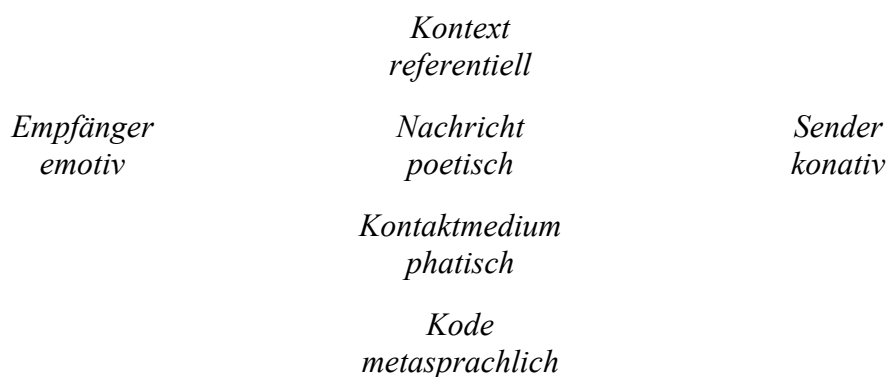 Kontext
referentiell
Empfänger Nachricht Sender
emotiv poetisch konativ
Kontaktmedium
phatisch
Kode
metasprachlich